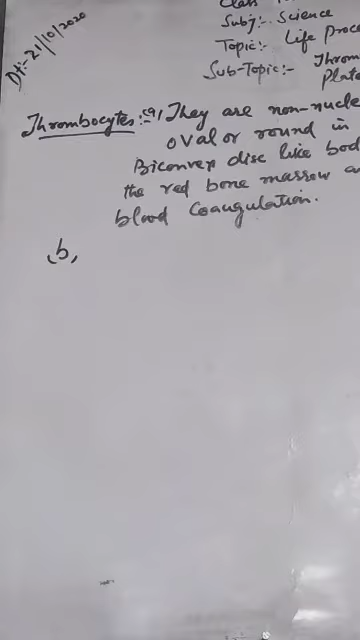 Dt:- 21/10/2020
Class
Subj:- Science
Topic:- Life Proce
Sub-Topic:- Throm
Plate
Thrombocytes:- (a) They are non-nucle
oval or round in
Biconvex disc like bod
the red bone marrow a
blood Coagulation.
(b)